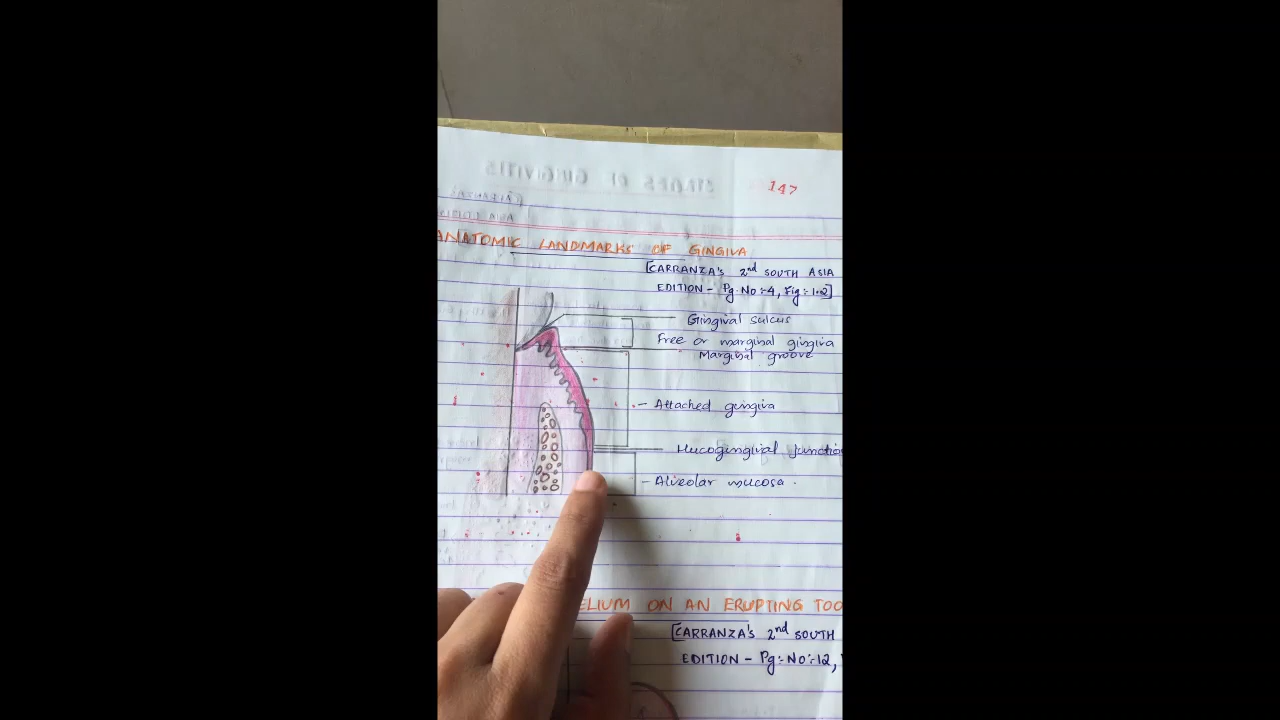 147
ANATOMIC LANDMARKS OF GINGIVA
[CARRANZA'S 2nd SOUTH ASIA
EDITION - Pg. No :- 4, Fig :- 1.2]
Gingival sulcus
Free or marginal gingiva
Marginal groove
- Attached gingiva
Mucogingival junctio
- Alveolar mucosa.
ELIUM ON AN ERUPTING TOO
[CARRANZA'S 2nd SOUTH
EDITION - Pg :- No :- 12,